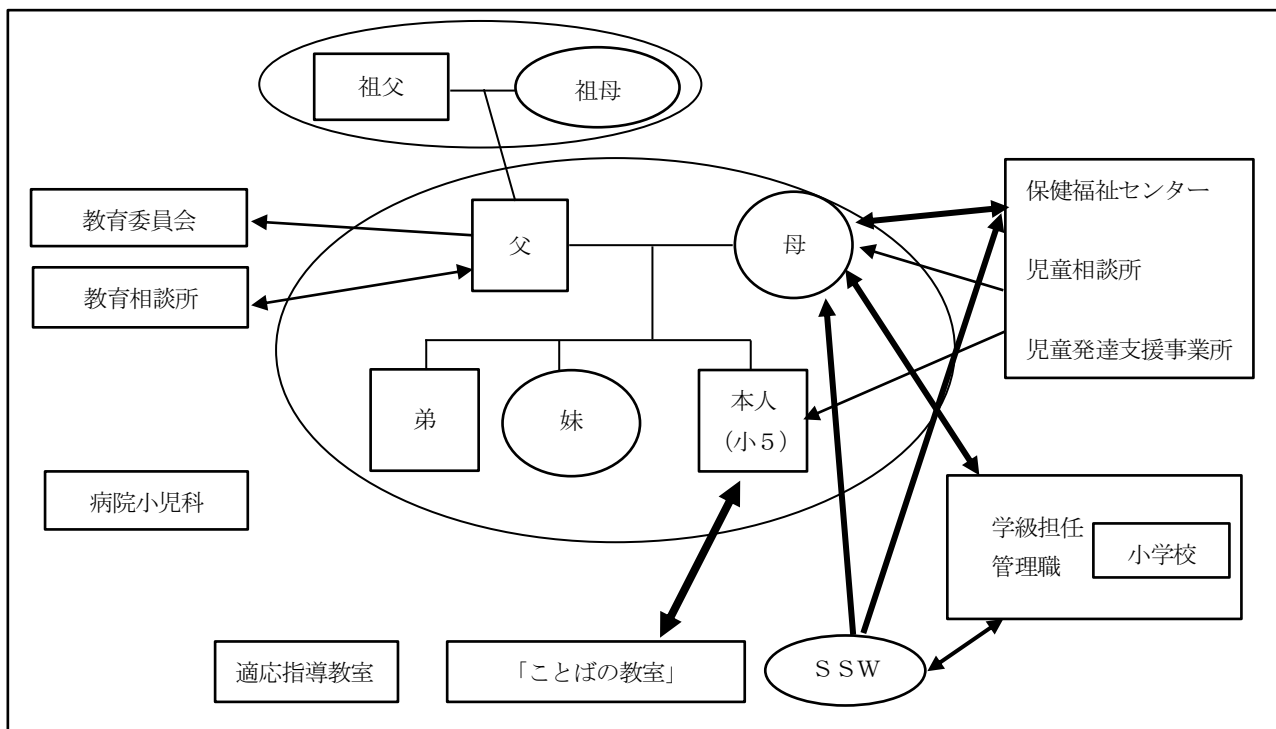 祖父
祖母
教育委員会
教育相談所
父
母
保健福祉センター
児童相談所
児童発達支援事業所
弟
妹
本人
（小５）
病院小児科
学級担任
管理職
小学校
適応指導教室
「ことばの教室」
ＳＳＷ